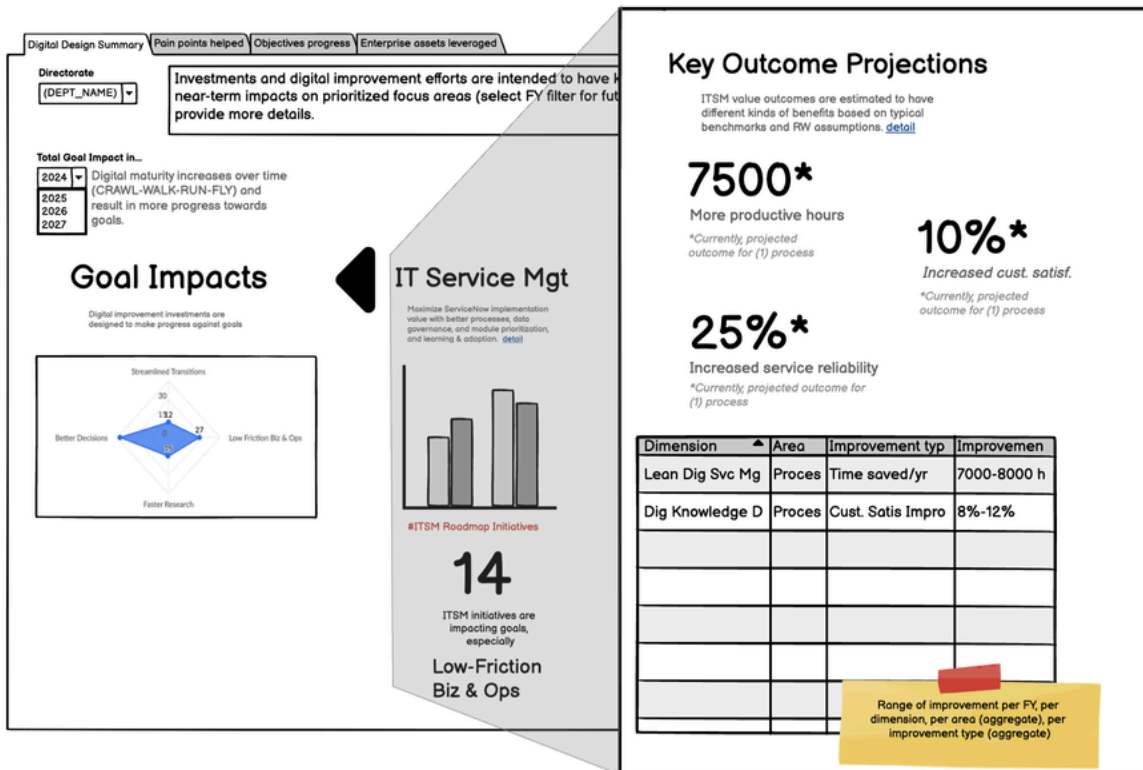 Digital Design Summary
Pain points helped
Objectives progress
Enterprise assets leveraged
Directorate
(DEPT_NAME)
Investments and digital improvement efforts are intended to have k
near-term impacts on prioritized focus areas (select FY filter for fut
provide more details.
Total Goal Impact in...
2024
2025
2026
2027
Digital maturity increases over time
(CRAWL-WALK-RUN-FLY) and
result in more progress towards
goals.
Goal Impacts
Digital improvement investments are
designed to make progress against goals
Streamlined Transitions
30
12
0
27
Better Decisions
Low Friction Biz & Ops
Faster Research
IT Service Mgt
Maximize ServiceNow implementation
value with better processes, data
governance, and module prioritization,
and learning & adoption. detail
#ITSM Roadmap Initiatives
14
ITSM initiatives are
impacting goals,
especially
Low-Friction
Biz & Ops
Key Outcome Projections
ITSM value outcomes are estimated to have
different kinds of benefits based on typical
benchmarks and RW assumptions. detail
7500*
More productive hours
*Currently, projected
outcome for (1) process
10%*
Increased cust. satisf.
*Currently, projected
outcome for (1) process
25%*
Increased service reliability
*Currently, projected outcome for
(1) process
Dimension Area Improvement typ Improvemen
Lean Dig Svc Mg Proces Time saved/yr 7000-8000 h
Dig Knowledge D Proces Cust. Satis Impro 8%-12%
Range of improvement per FY, per
dimension, per area (aggregate), per
improvement type (aggregate)